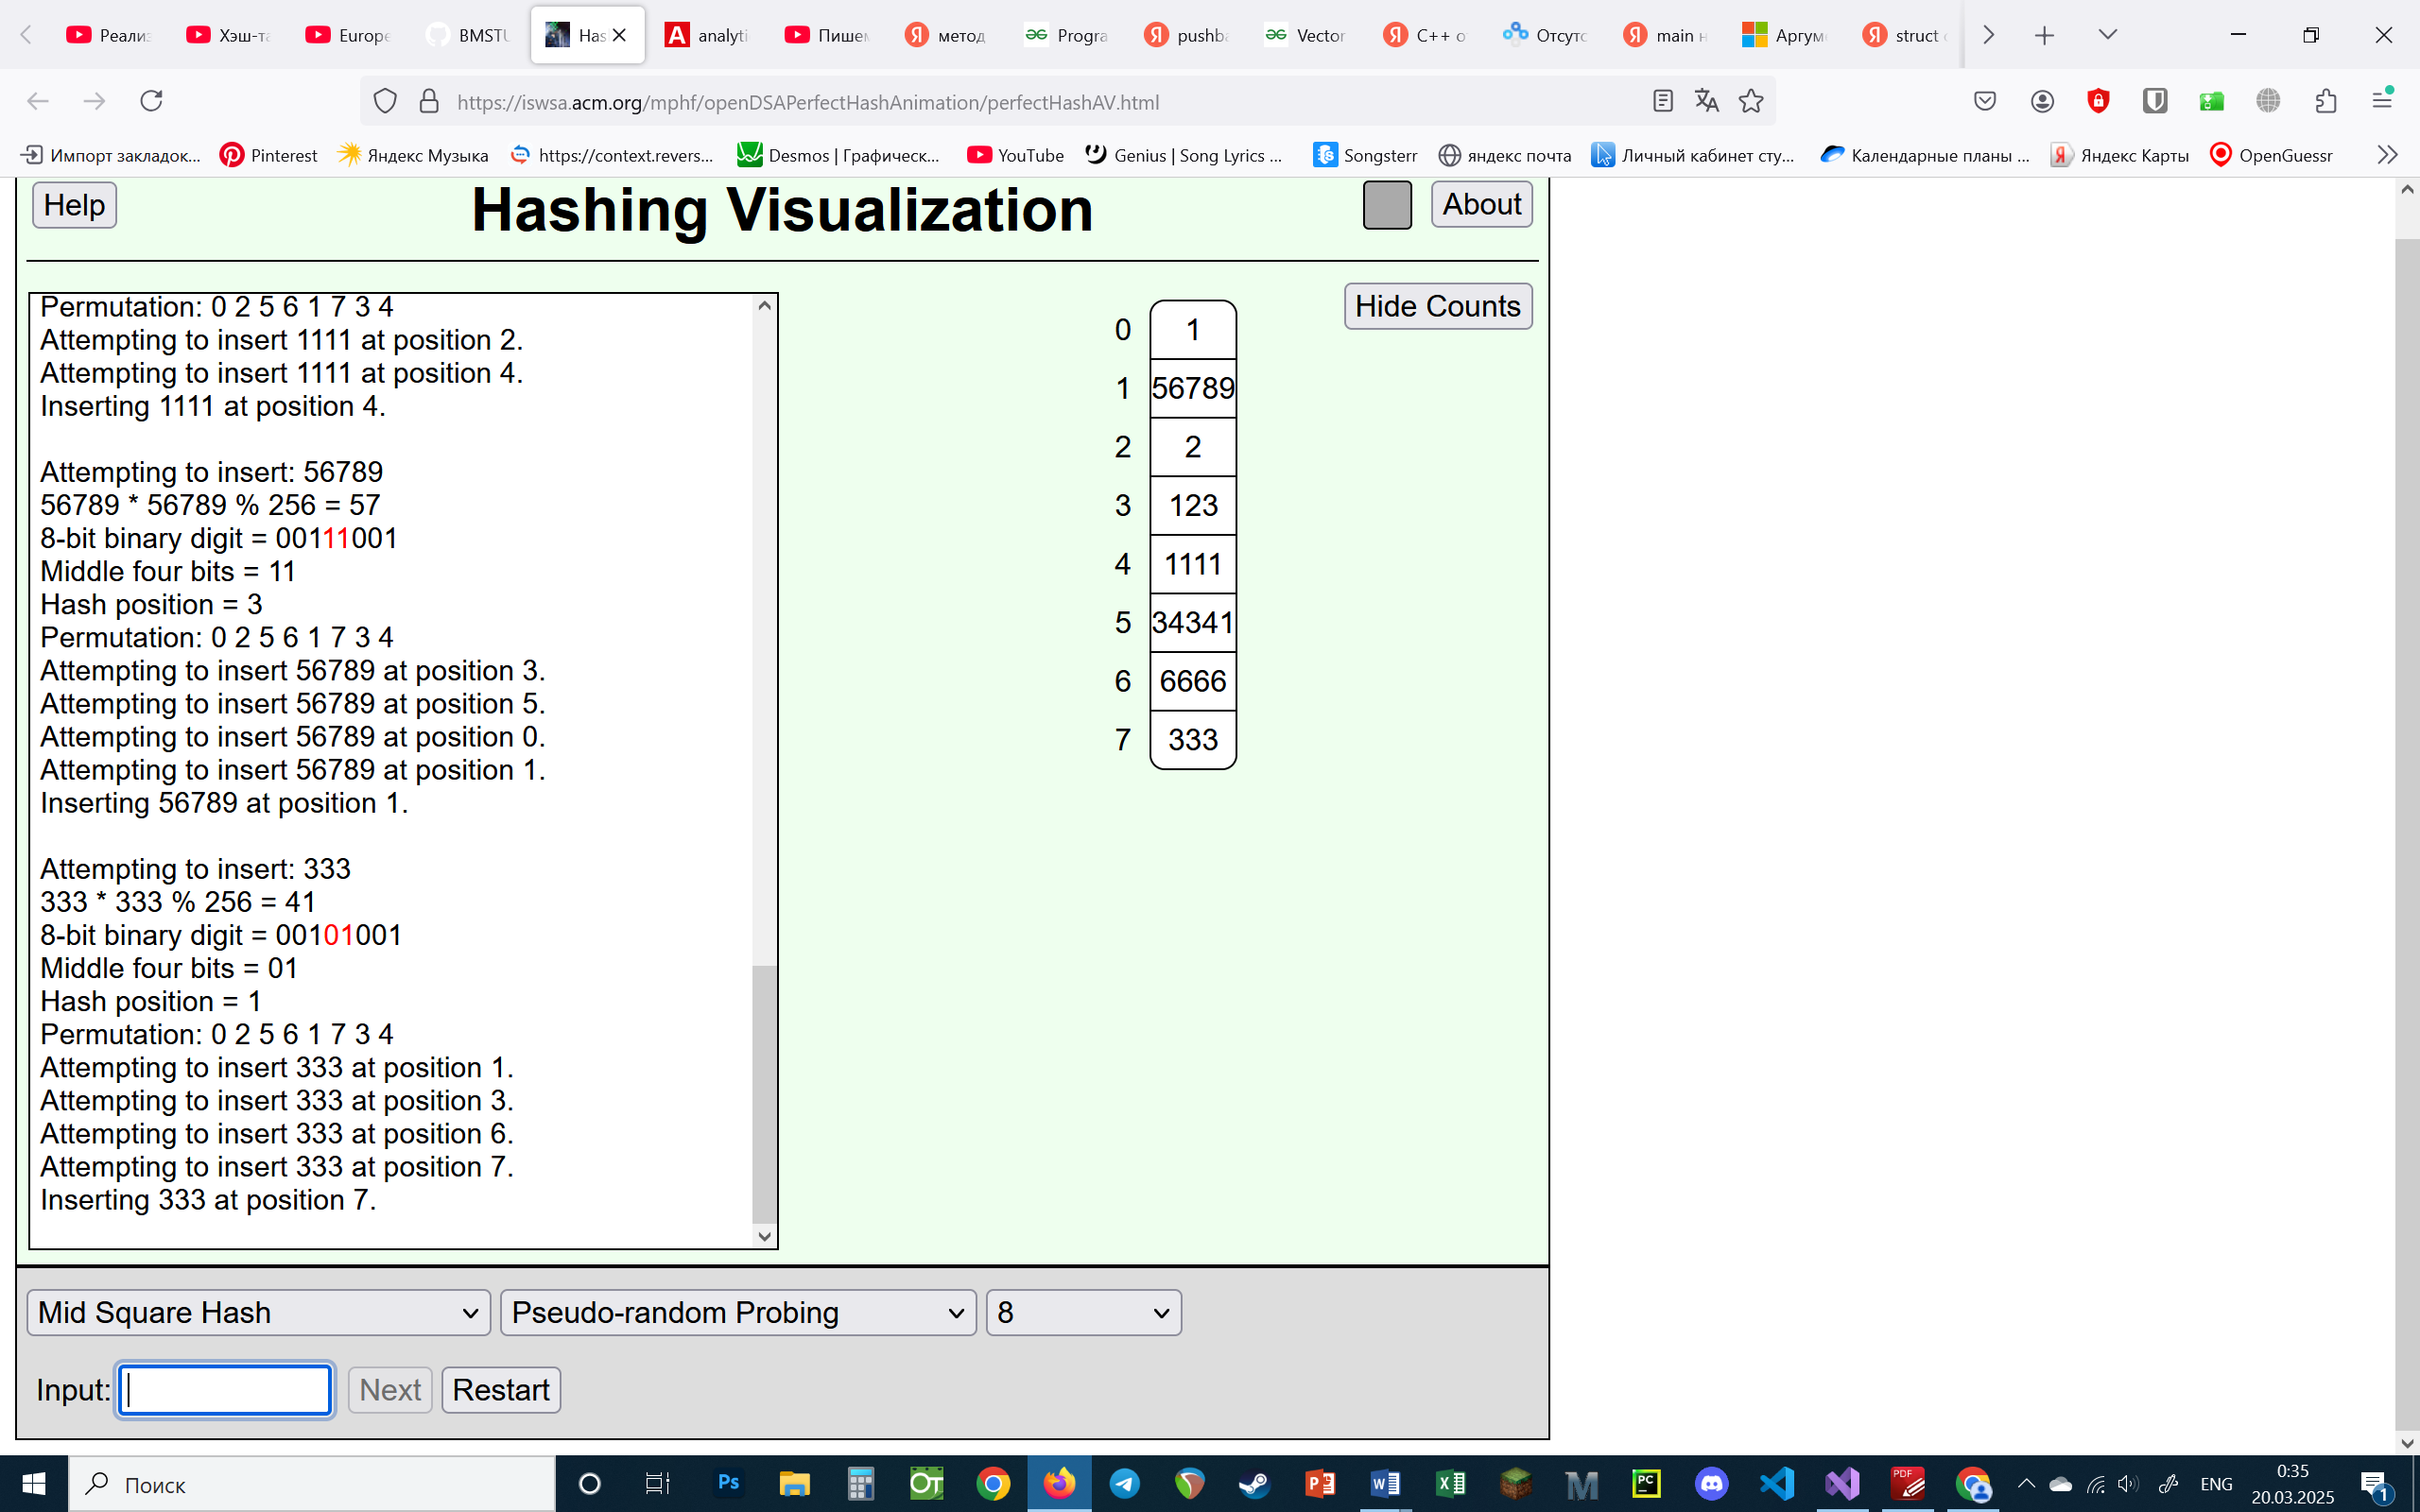 Реали
Хэш-та
Europe
BMSTU
Has
analyti
Пишем
метод
Progra
pushba
Vector
C++ о
Отсутс
main н
Аргум
struct
https://iswsa.acm.org/mphf/openDSAPerfectHashAnimation/perfectHashAV.html
Импорт закладок...
Pinterest
Яндекс Музыка
https://context.revers...
Desmos | Графическ...
YouTube
Genius | Song Lyrics ...
Songsterr
яндекс почта
Личный кабинет сту...
Календарные планы ...
Яндекс Карты
OpenGuessr
Help
Hashing Visualization
About
Hide Counts
Permutation: 0 2 5 6 1 7 3 4
Attempting to insert 1111 at position 2.
Attempting to insert 1111 at position 4.
Inserting 1111 at position 4.
Attempting to insert: 56789
56789 * 56789 % 256 = 57
8-bit binary digit = 00111001
Middle four bits = 11
Hash position = 3
Permutation: 0 2 5 6 1 7 3 4
Attempting to insert 56789 at position 3.
Attempting to insert 56789 at position 5.
Attempting to insert 56789 at position 0.
Attempting to insert 56789 at position 1.
Inserting 56789 at position 1.
Attempting to insert: 333
333 * 333 % 256 = 41
8-bit binary digit = 00101001
Middle four bits = 01
Hash position = 1
Permutation: 0 2 5 6 1 7 3 4
Attempting to insert 333 at position 1.
Attempting to insert 333 at position 3.
Attempting to insert 333 at position 6.
Attempting to insert 333 at position 7.
Inserting 333 at position 7.
0 1
1 56789
2 2
3 123
4 1111
5 34341
6 6666
7 333
Mid Square Hash
Pseudo-random Probing
8
Input:
Next
Restart
Поиск
ENG
0:35
20.03.2025
1